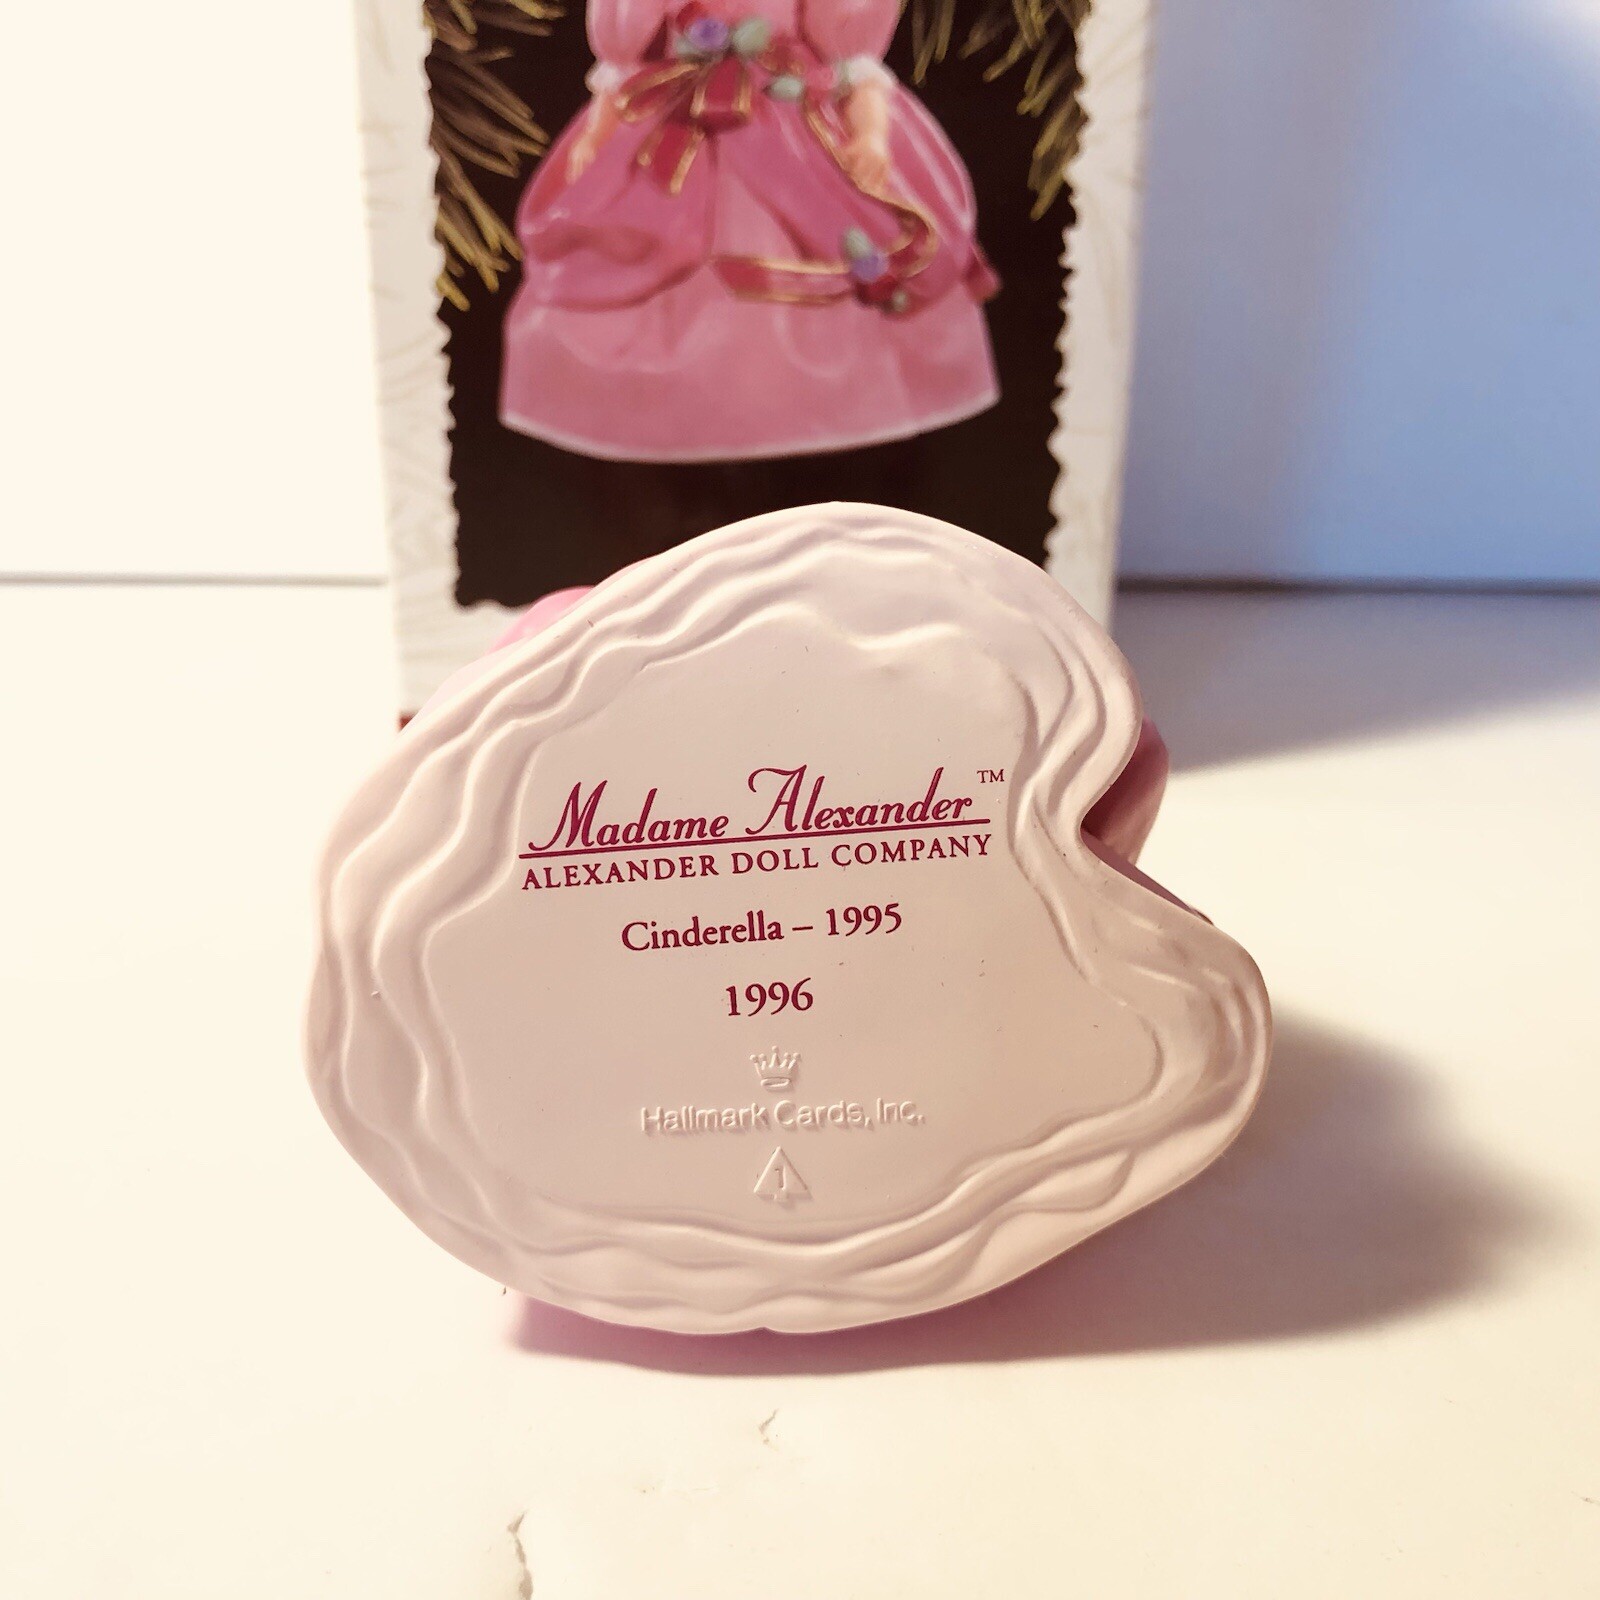 Madame Alexander™
ALEXANDER DOLL COMPANY
Cinderella – 1995
1996
Hallmark Cards, Inc.
1